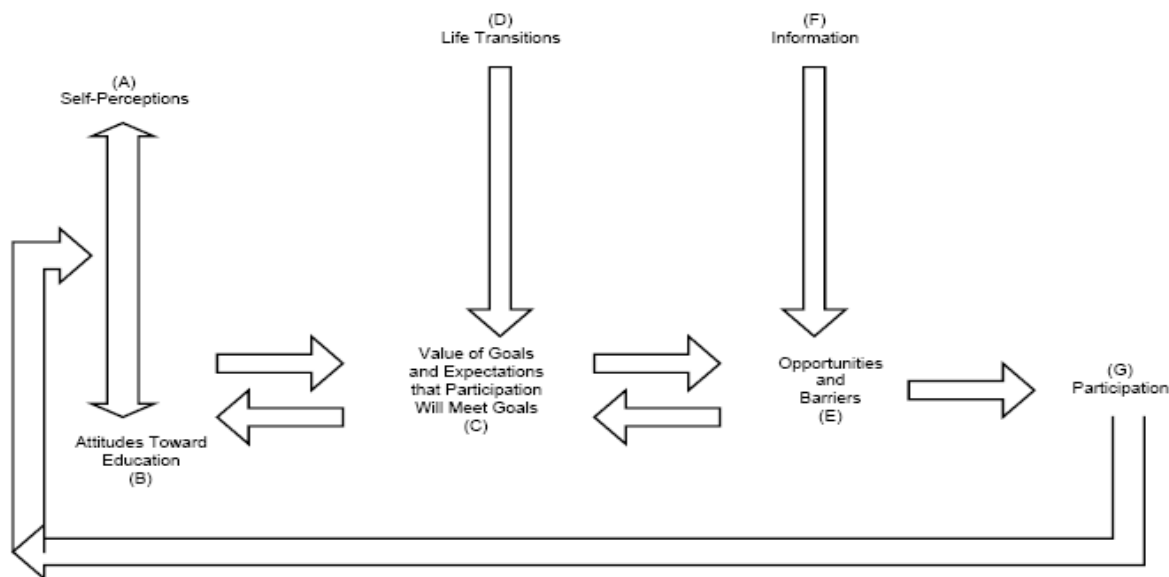 (D)
Life Transitions
(F)
Information
(A)
Self-Perceptions
Value of Goals
and Expectations
that Participation
Will Meet Goals
(C)
Opportunities
and
Barriers
(E)
(G)
Participation
Attitudes Toward
Education
(B)